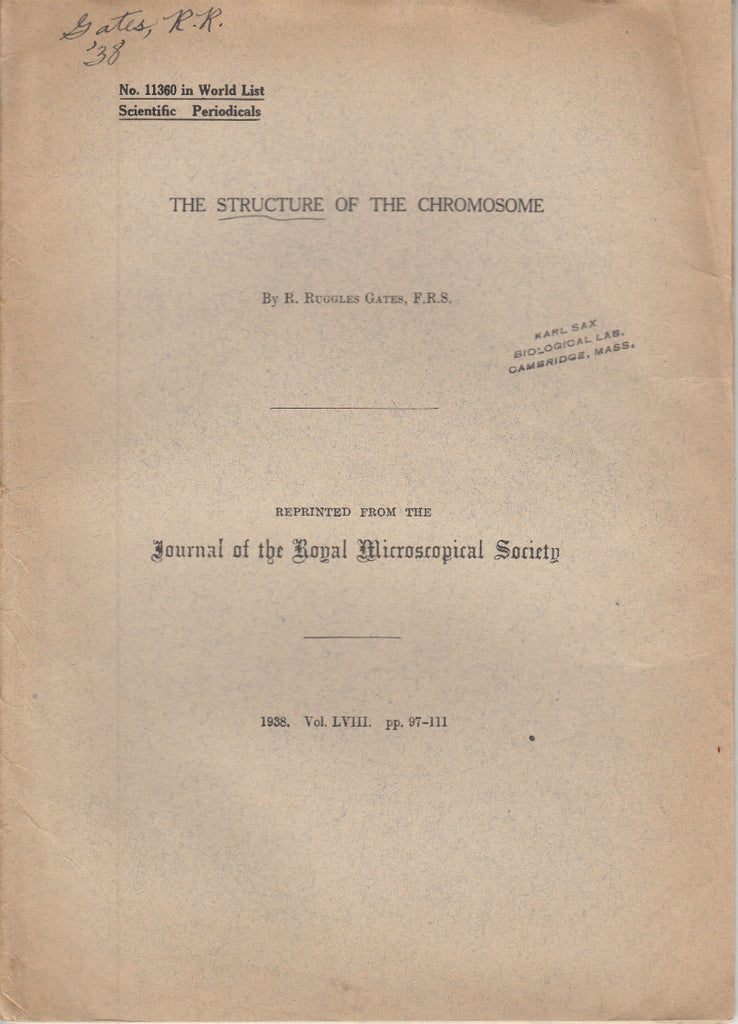 Gates, R.R.
'38
No. 11360 in World List
Scientific Periodicals
THE STRUCTURE OF THE CHROMOSOME
By R. RUGGLES GATES, F.R.S.
KARL SAX
BIOLOGICAL LAB.
CAMBRIDGE, MASS.
REPRINTED FROM THE
Journal of the Royal Microscopical Society
1938. Vol. LVIII. pp. 97–111